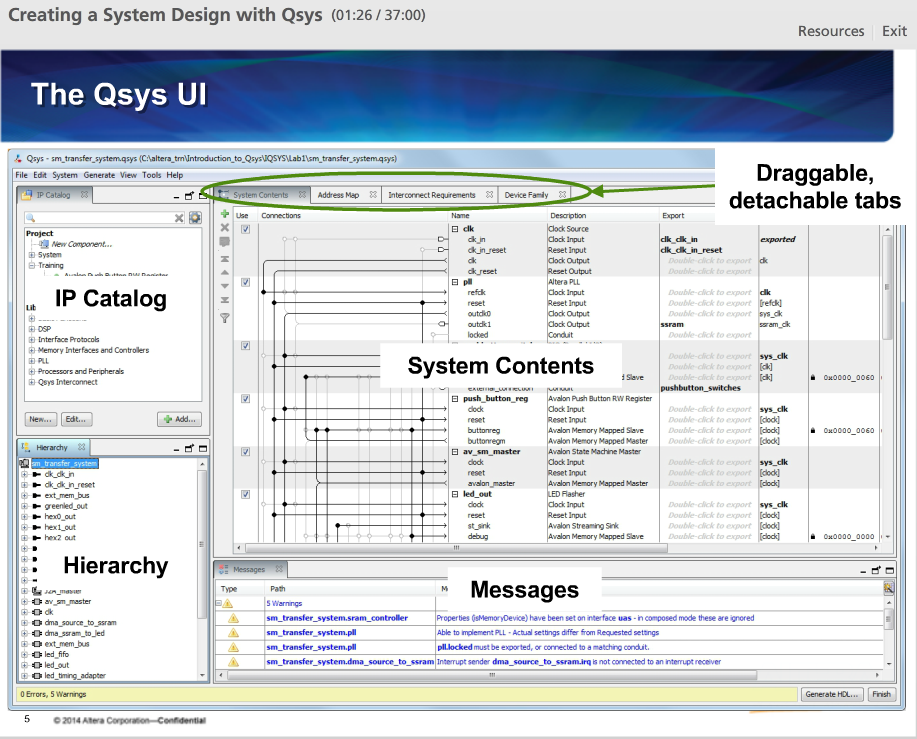 Creating a System Design with Qsys (01:26 / 37:00)
Resources Exit
The Qsys UI
Qsys - sm_transfer_system.qsys (C:\altera_trn\Introduction_to_Qsys\IQSYS\Lab1\sm_transfer_system.qsys)
File Edit System Generate View Tools Help
Draggable,
detachable tabs
IP Catalog
System Contents Address Map Interconnect Requirements Device Family
Project
New Component...
System
Training
Avalon Push Button RW Register
IP Catalog
DSP
Interface Protocols
Memory Interfaces and Controllers
PLL
Processors and Peripherals
Qsys Interconnect
New... Edit... Add...
Use Connections Name Description Export
clk Clock Source
clk_in Clock Input clk_clk_in exported
clk_in_reset Reset Input clk_clk_in_reset
clk Clock Output Double-click to export clk
clk_reset Reset Output Double-click to export
pll Altera PLL
refclk Clock Input Double-click to export clk
reset Reset Input Double-click to export [refclk]
outclk0 Clock Output Double-click to export sys_clk
outclk1 Clock Output ssram ssram_clk
locked Conduit Double-click to export
System Contents
Double-click to export sys_clk
Double-click to export [clk]
Slave Double-click to export [clk] 0x0000_0060
external_connection Conduit pushbutton_switches
push_button_reg Avalon Push Button RW Register
clock Clock Input Double-click to export sys_clk
reset Reset Input Double-click to export [clock]
buttonreg Avalon Memory Mapped Slave Double-click to export [clock] 0x0000_0060
buttonregm Avalon Memory Mapped Master Double-click to export [clock]
av_sm_master Avalon State Machine Master
clock Clock Input Double-click to export sys_clk
reset Reset Input Double-click to export [clock]
avalon_master Avalon Memory Mapped Master Double-click to export [clock]
led_out LED Flasher
clock Clock Input Double-click to export sys_clk
reset Reset Input Double-click to export [clock]
st_sink Avalon Streaming Sink Double-click to export [clock]
debug Avalon Memory Mapped Slave Double-click to export [clock] 0x0000_0000
Hierarchy
sm_transfer_system
clk_clk_in
clk_clk_in_reset
ext_mem_bus
greenled_out
hex0_out
hex1_out
hex2_out
Hierarchy
av_sm_master
clk
dma_source_to_ssram
dma_ssram_to_led
ext_mem_bus
led_fifo
led_out
led_timing_adapter
Messages
Type Path
Messages
5 Warnings
sm_transfer_system.sram_controller Properties (isMemoryDevice) have been set on interface uas - in composed mode these are ignored
sm_transfer_system.pll Able to implement PLL - Actual settings differ from Requested settings
sm_transfer_system.pll pll.locked must be exported, or connected to a matching conduit.
sm_transfer_system.dma_source_to_ssram Interrupt sender dma_source_to_ssram.irq is not connected to an interrupt receiver
0 Errors, 5 Warnings Generate HDL... Finish
5 © 2014 Altera Corporation—Confidential